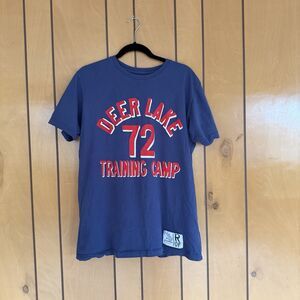 DEER LAKE
72
TRAINING CAMP